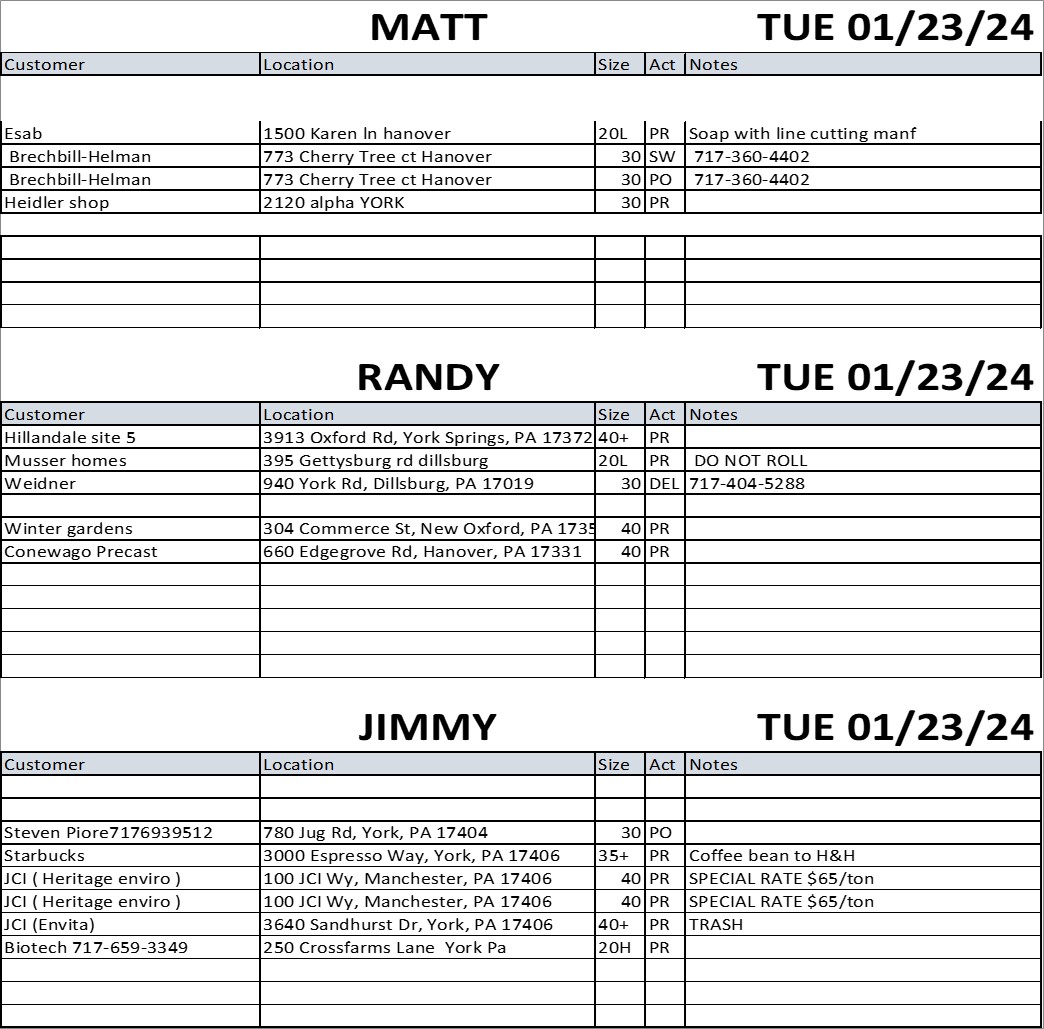 MATT TUE 01/23/24
Customer Location Size Act Notes
Esab 1500 Karen ln hanover 20L PR Soap with line cutting manf
Brechbill-Helman 773 Cherry Tree ct Hanover 30 SW 717-360-4402
Brechbill-Helman 773 Cherry Tree ct Hanover 30 PO 717-360-4402
Heidler shop 2120 alpha YORK 30 PR
RANDY TUE 01/23/24
Customer Location Size Act Notes
Hillandale site 5 3913 Oxford Rd, York Springs, PA 17372 40+ PR
Musser homes 395 Gettysburg rd dillsburg 20L PR DO NOT ROLL
Weidner 940 York Rd, Dillsburg, PA 17019 30 DEL 717-404-5288
Winter gardens 304 Commerce St, New Oxford, PA 1735 40 PR
Conewago Precast 660 Edgegrove Rd, Hanover, PA 17331 40 PR
JIMMY TUE 01/23/24
Customer Location Size Act Notes
Steven Piore7176939512 780 Jug Rd, York, PA 17404 30 PO
Starbucks 3000 Espresso Way, York, PA 17406 35+ PR Coffee bean to H&H
JCI ( Heritage enviro ) 100 JCI Wy, Manchester, PA 17406 40 PR SPECIAL RATE $65/ton
JCI ( Heritage enviro ) 100 JCI Wy, Manchester, PA 17406 40 PR SPECIAL RATE $65/ton
JCI (Envita) 3640 Sandhurst Dr, York, PA 17406 40+ PR TRASH
Biotech 717-659-3349 250 Crossfarms Lane  York Pa 20H PR